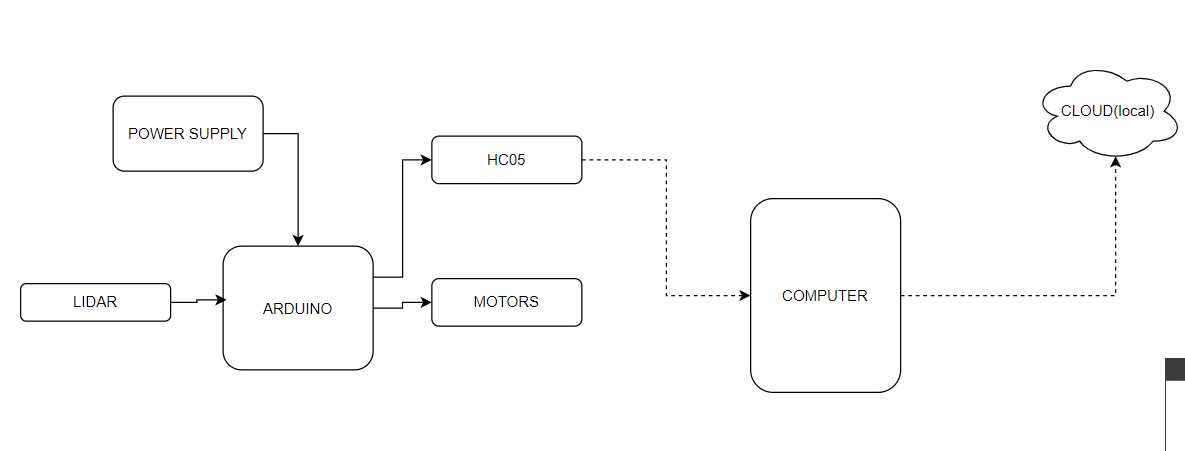 CLOUD(local)
POWER SUPPLY
HC05
COMPUTER
LIDAR
ARDUINO
MOTORS